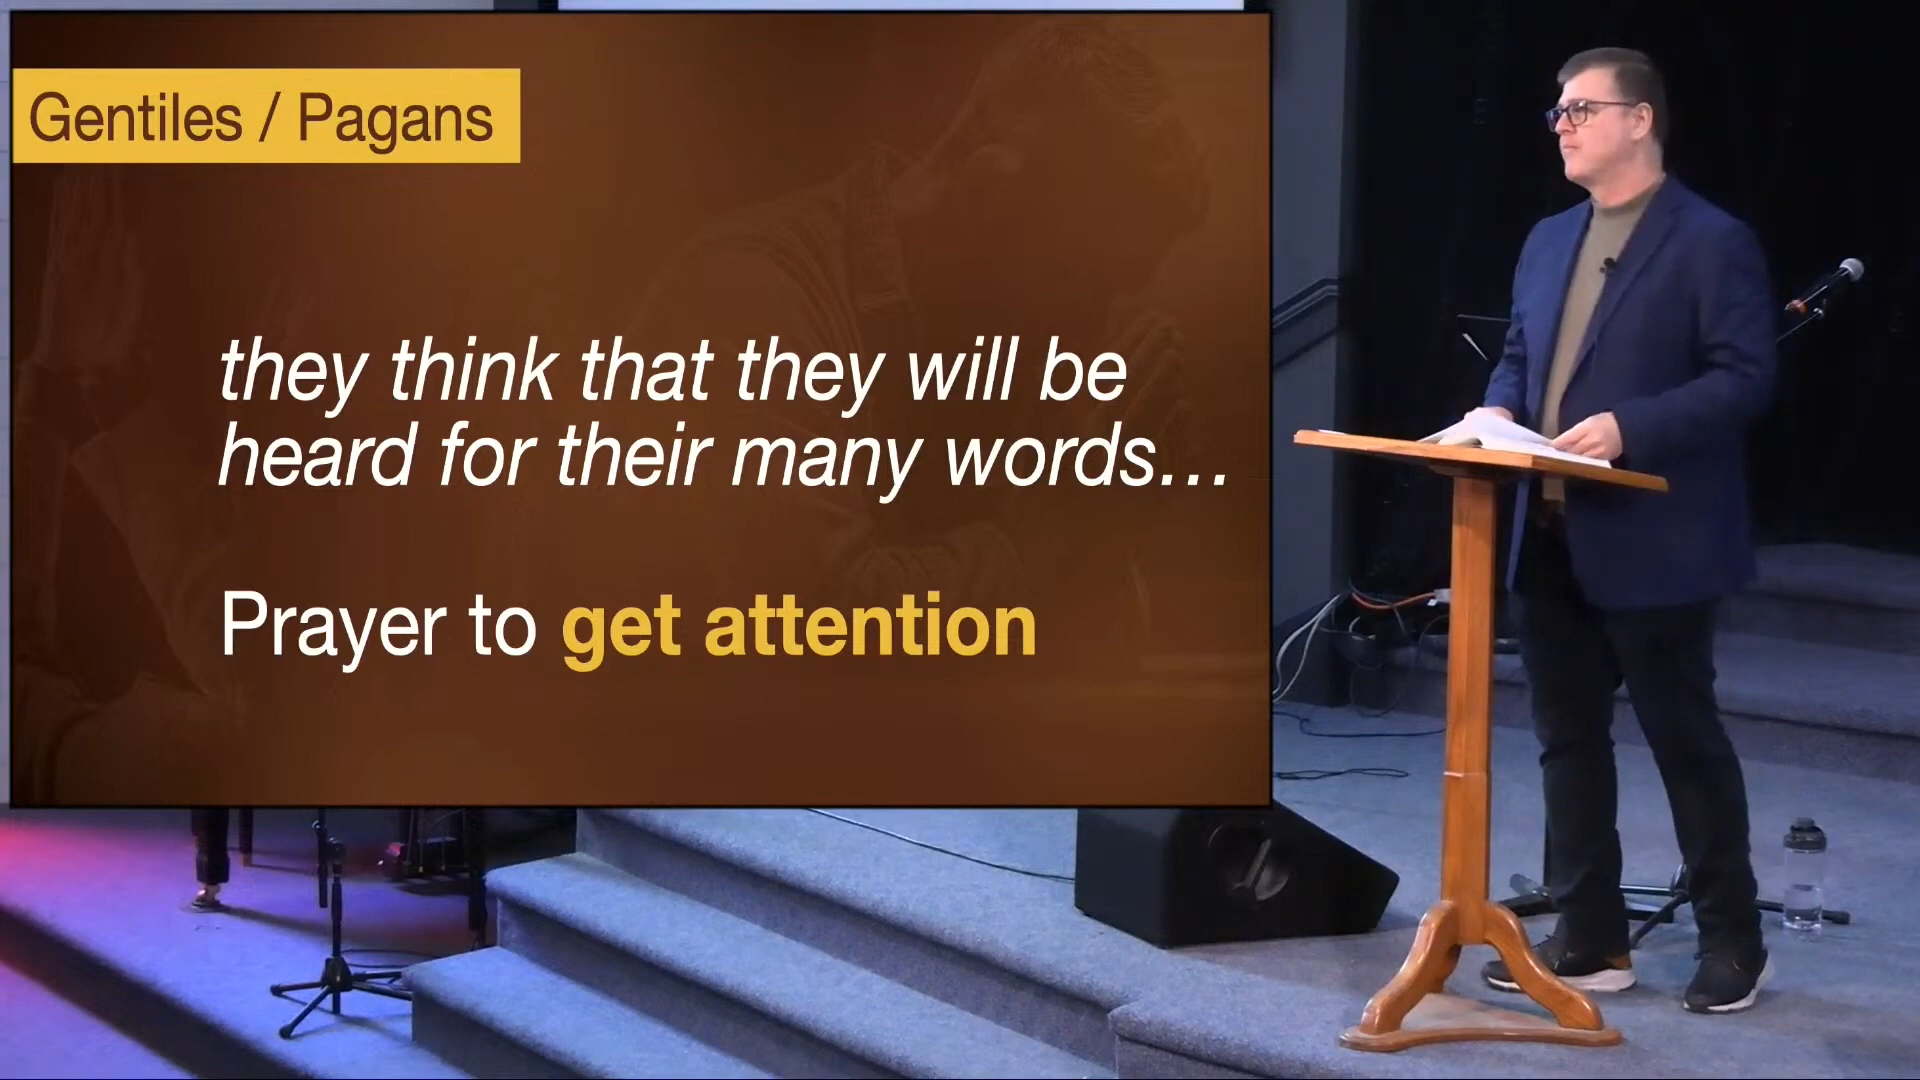 Gentiles / Pagans
they think that they will be
heard for their many words…
Prayer to get attention